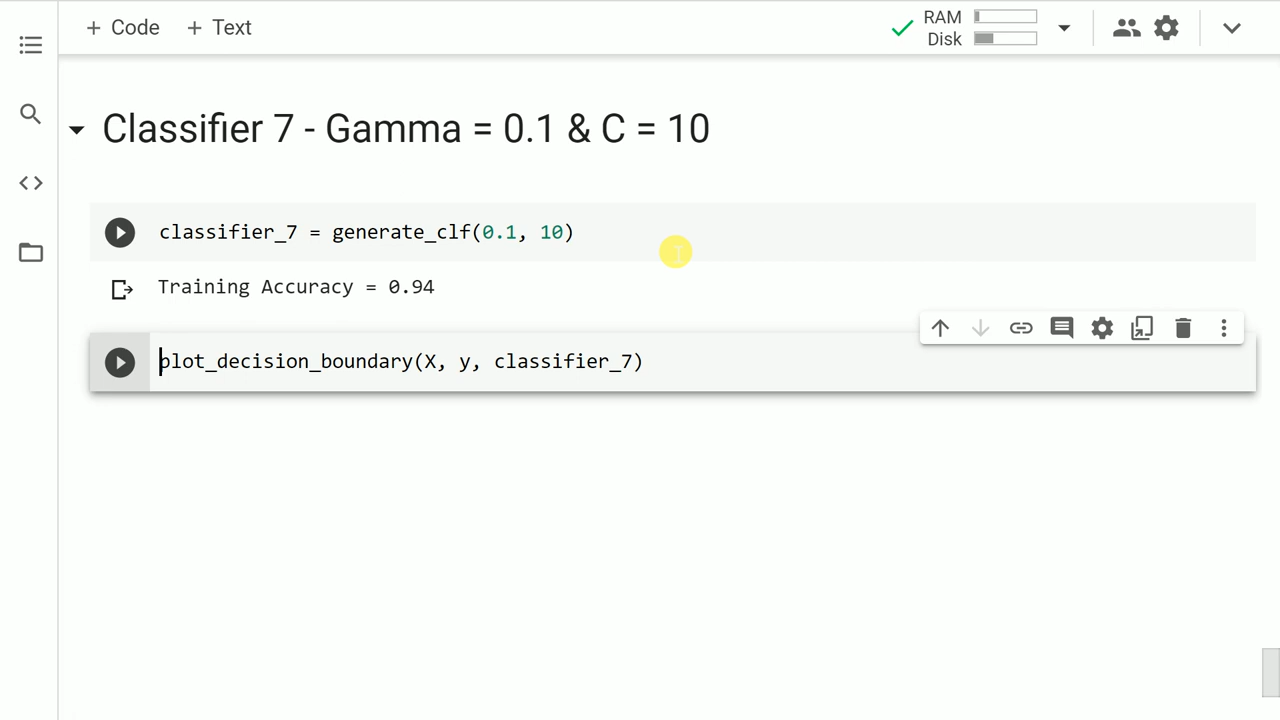 + Code + Text
RAM
Disk
Classifier 7 - Gamma = 0.1 & C = 10
classifier_7 = generate_clf(0.1, 10)
Training Accuracy = 0.94
plot_decision_boundary(X, y, classifier_7)